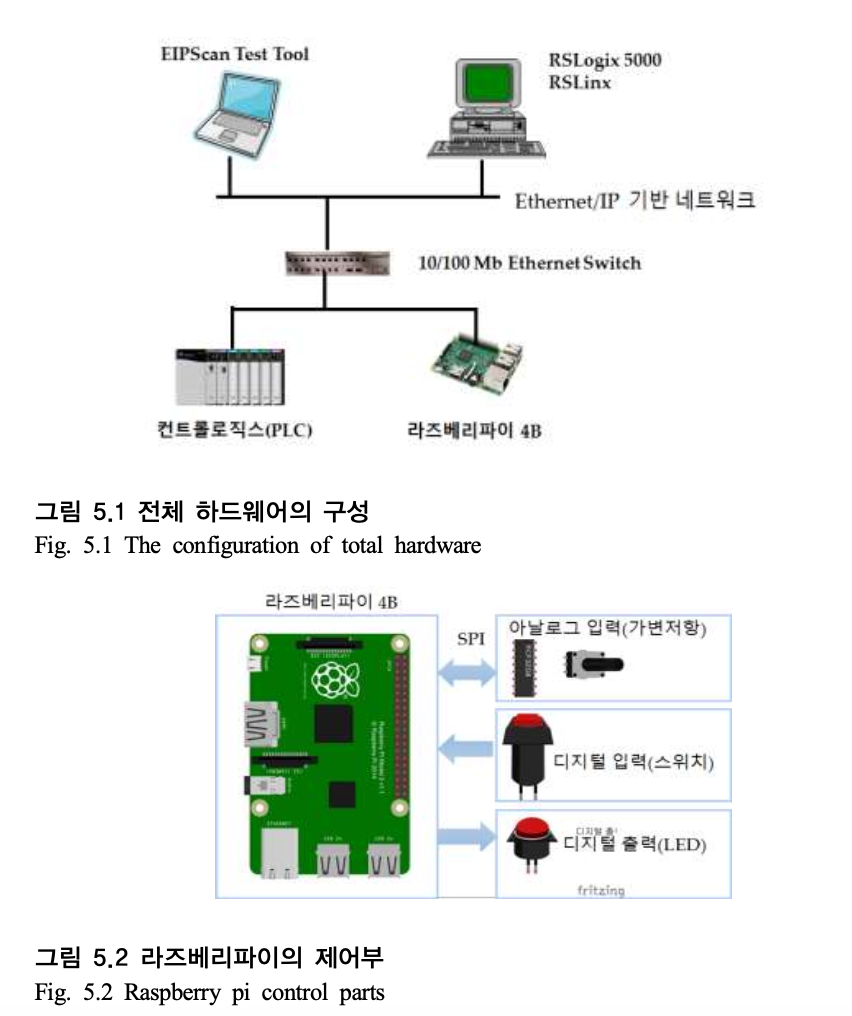 EIPScan Test Tool
RSLogix 5000
RSLinx
Ethernet/IP 기반 네트워크
10/100 Mb Ethernet Switch
컨트롤로직스(PLC)
라즈베리파이 4B
그림 5.1 전체 하드웨어의 구성
Fig. 5.1 The configuration of total hardware
라즈베리파이 4B
SPI
아날로그 입력(가변저항)
디지털 입력(스위치)
디지털 출력(LED)
fritzing
그림 5.2 라즈베리파이의 제어부
Fig. 5.2 Raspberry pi control parts